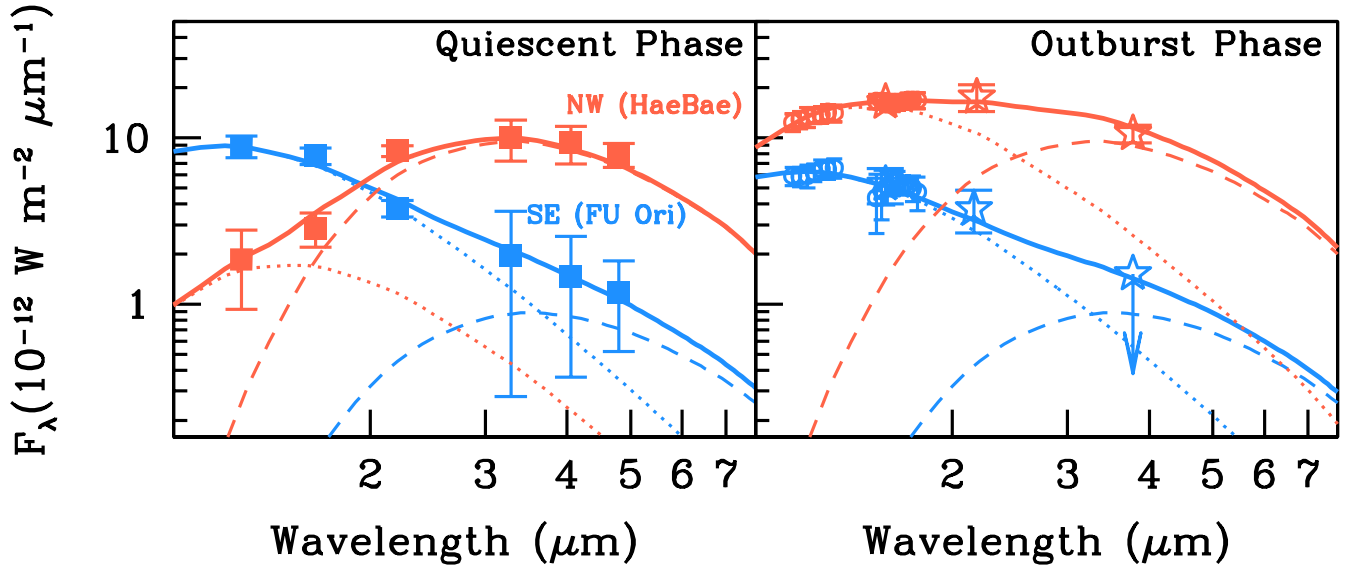 Quiescent Phase
Outburst Phase
NW (HaeBae)
SE (FU Ori)
F_λ(10⁻¹² W m⁻² μm⁻¹)
10
1
2 3 4 5 6 7
2 3 4 5 6 7
Wavelength (μm)
Wavelength (μm)